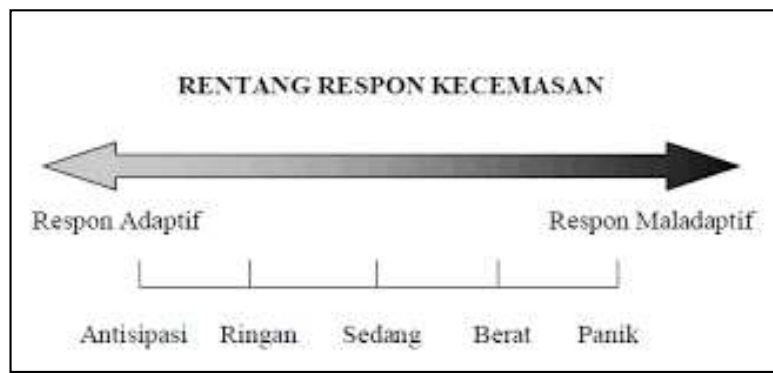 RENTANG RESPON KECEMASAN
Respon Adaptif Respon Maladaptif
Antisipasi Ringan Sedang Berat Panik